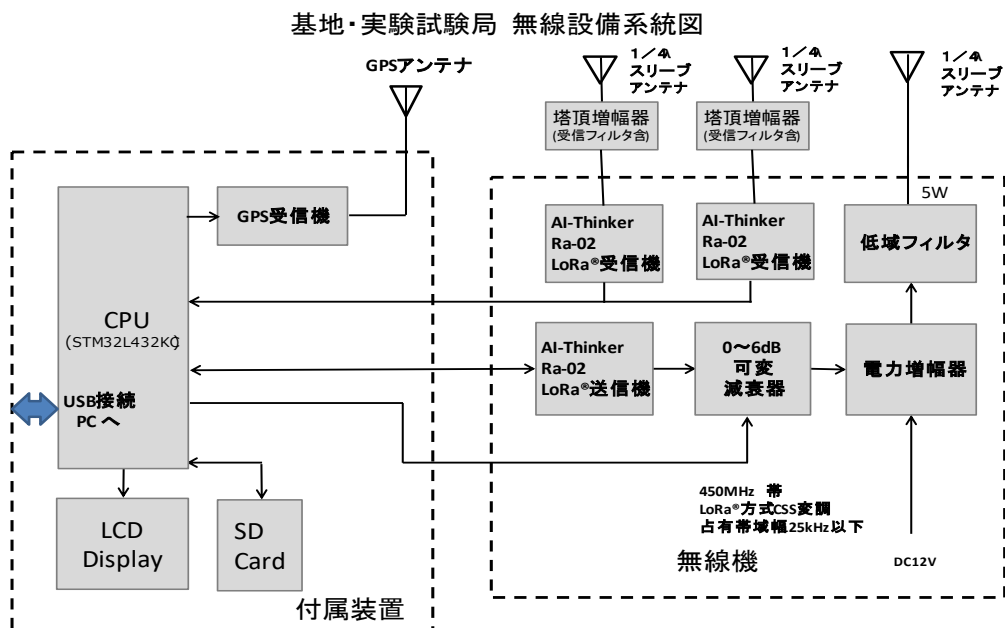 基地・実験試験局 無線設備系統図
GPSアンテナ
1/4λ
スリーブ
アンテナ
1/4λ
スリーブ
アンテナ
1/4λ
スリーブ
アンテナ
塔頂増幅器
(受信フィルタ含)
塔頂増幅器
(受信フィルタ含)
5W
GPS受信機
AI-Thinker
Ra-02
LoRa®受信機
AI-Thinker
Ra-02
LoRa®受信機
低域フィルタ
CPU
(STM32L432KC)
AI-Thinker
Ra-02
LoRa®送信機
0〜6dB
可変
減衰器
電力増幅器
USB接続
PCへ
LCD
Display
SD
Card
450MHz 帯
LoRa®方式CSS変調
占有帯域幅25kHz以下
無線機
DC12V
付属装置